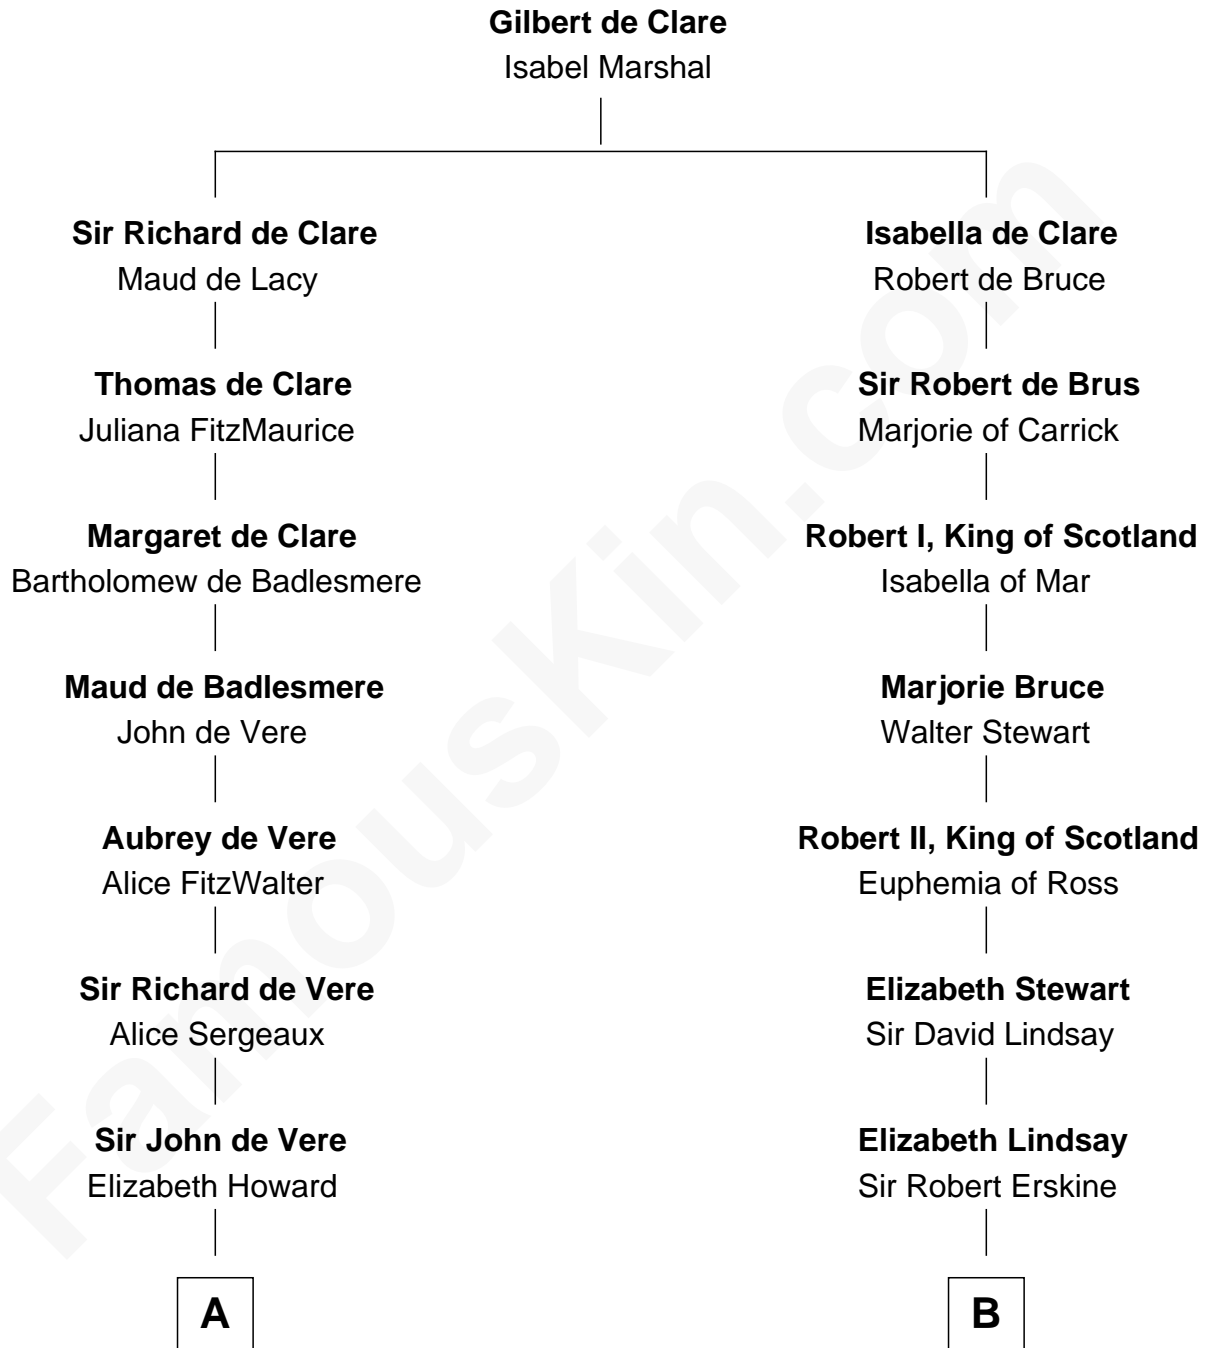 Gilbert de Clare
Isabel Marshal
Sir Richard de Clare
Maud de Lacy
Thomas de Clare
Juliana FitzMaurice
Margaret de Clare
Bartholomew de Badlesmere
Maud de Badlesmere
John de Vere
Aubrey de Vere
Alice FitzWalter
Sir Richard de Vere
Alice Sergeaux
Sir John de Vere
Elizabeth Howard
A
Isabella de Clare
Robert de Bruce
Sir Robert de Brus
Marjorie of Carrick
Robert I, King of Scotland
Isabella of Mar
Marjorie Bruce
Walter Stewart
Robert II, King of Scotland
Euphemia of Ross
Elizabeth Stewart
Sir David Lindsay
Elizabeth Lindsay
Sir Robert Erskine
B
FamousKin.com